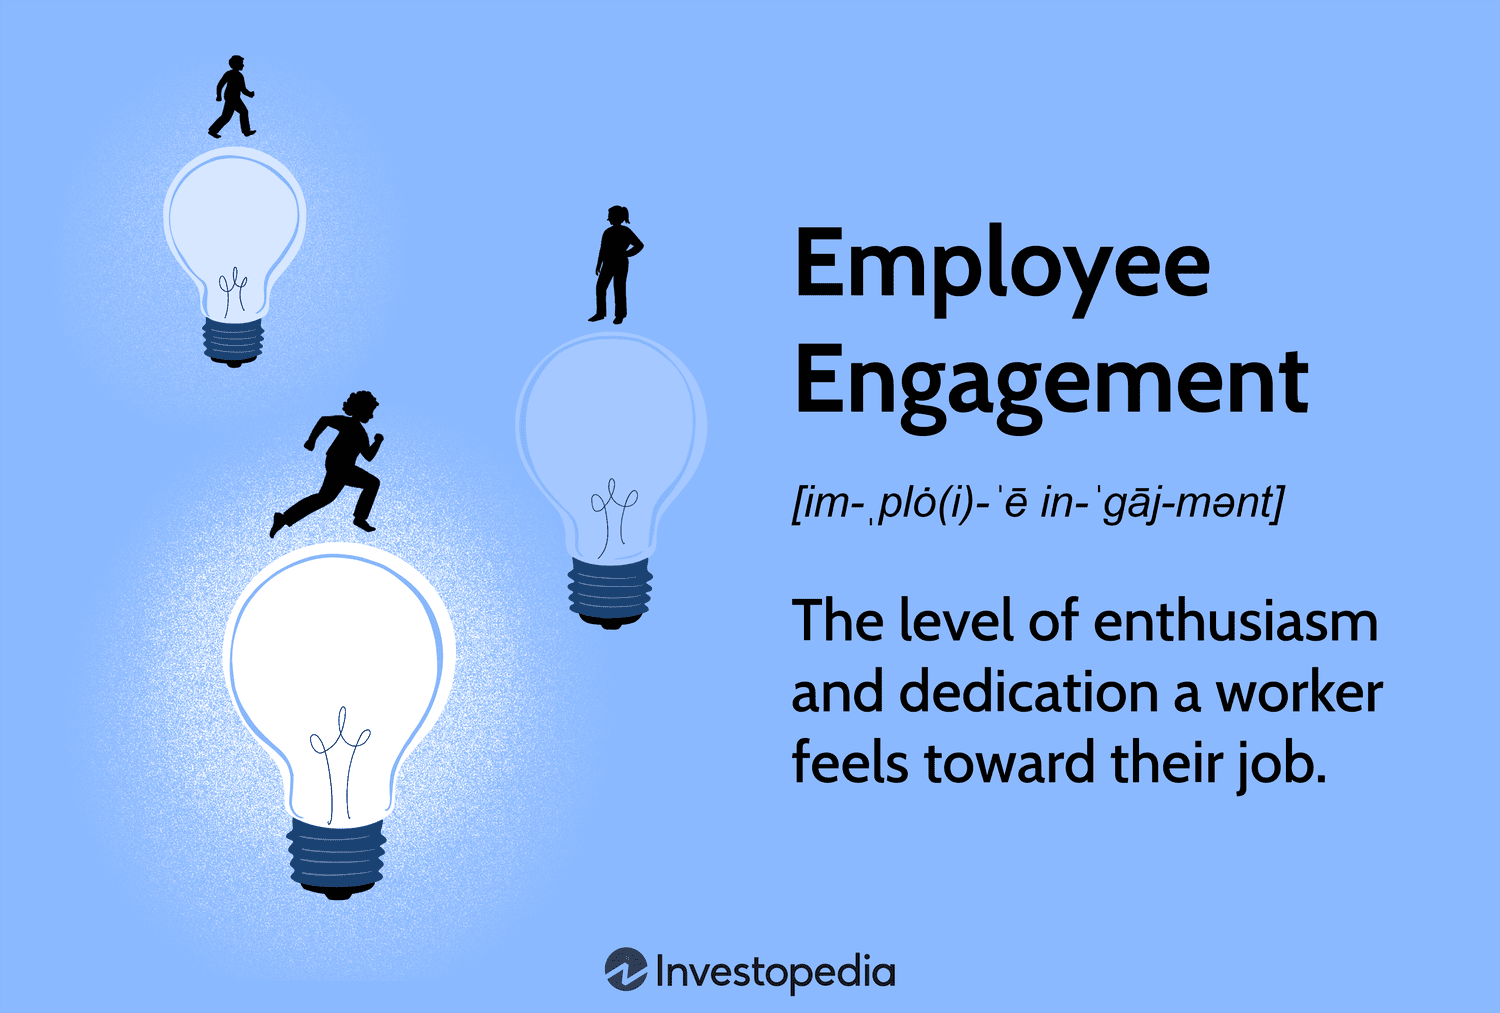 Employee
Engagement
[im-ˌplȯ(i)-ˈē in-ˈgāj-mənt]
The level of enthusiasm
and dedication a worker
feels toward their job.
Investopedia